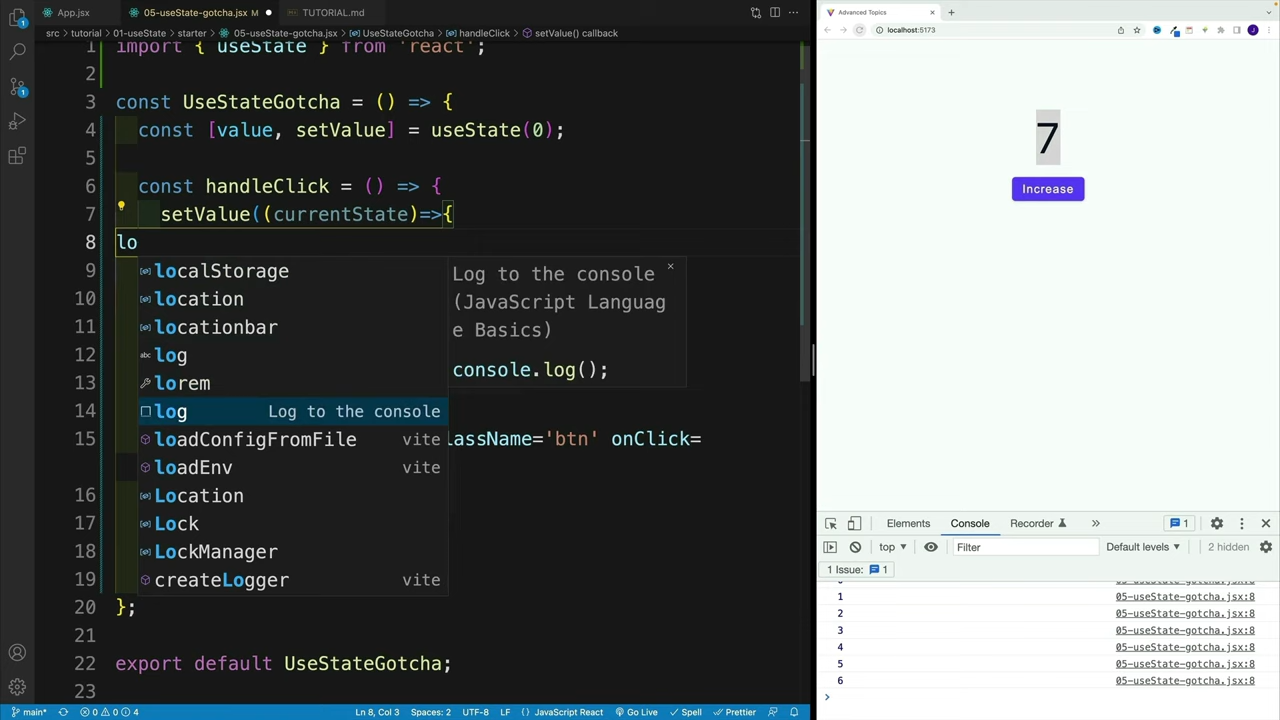 App.jsx
05-useState-gotcha.jsx
TUTORIAL.md
src
tutorial
05-useState-gotcha.jsx
UseStateGotcha
handleClick
setValue() callback
1 import { useState } from 'react';
2
3 const UseStateGotcha = () => {
4 const [value, setValue] = useState(0);
5
6 const handleClick = () => {
7 setValue((currentState)=>{
8 lo
9 localStorage
10 location
11 locationbar
12 log
13 lorem
14 log Log to the console
15 loadConfigFromFile vite
lassName='btn' onClick=
loadEnv vite
16 Location
17 Lock
18 LockManager
19 createLogger vite
20 };
21
22 export default UseStateGotcha;
23
Log to the console
(JavaScript Languag
e Basics)
console.log();
main*
0
0
4
Ln 8, Col 3
Spaces: 2
UTF-8
LF
{} JavaScript React
Go Live
Spell
Prettier
Advanced Topics
localhost:5173
J
7
Increase
Elements
Console
Recorder
1
top
Filter
Default levels
2 hidden
1 Issue: 1
1 05-useState-gotcha.jsx:8
2 05-useState-gotcha.jsx:8
3 05-useState-gotcha.jsx:8
4 05-useState-gotcha.jsx:8
5 05-useState-gotcha.jsx:8
6 05-useState-gotcha.jsx:8